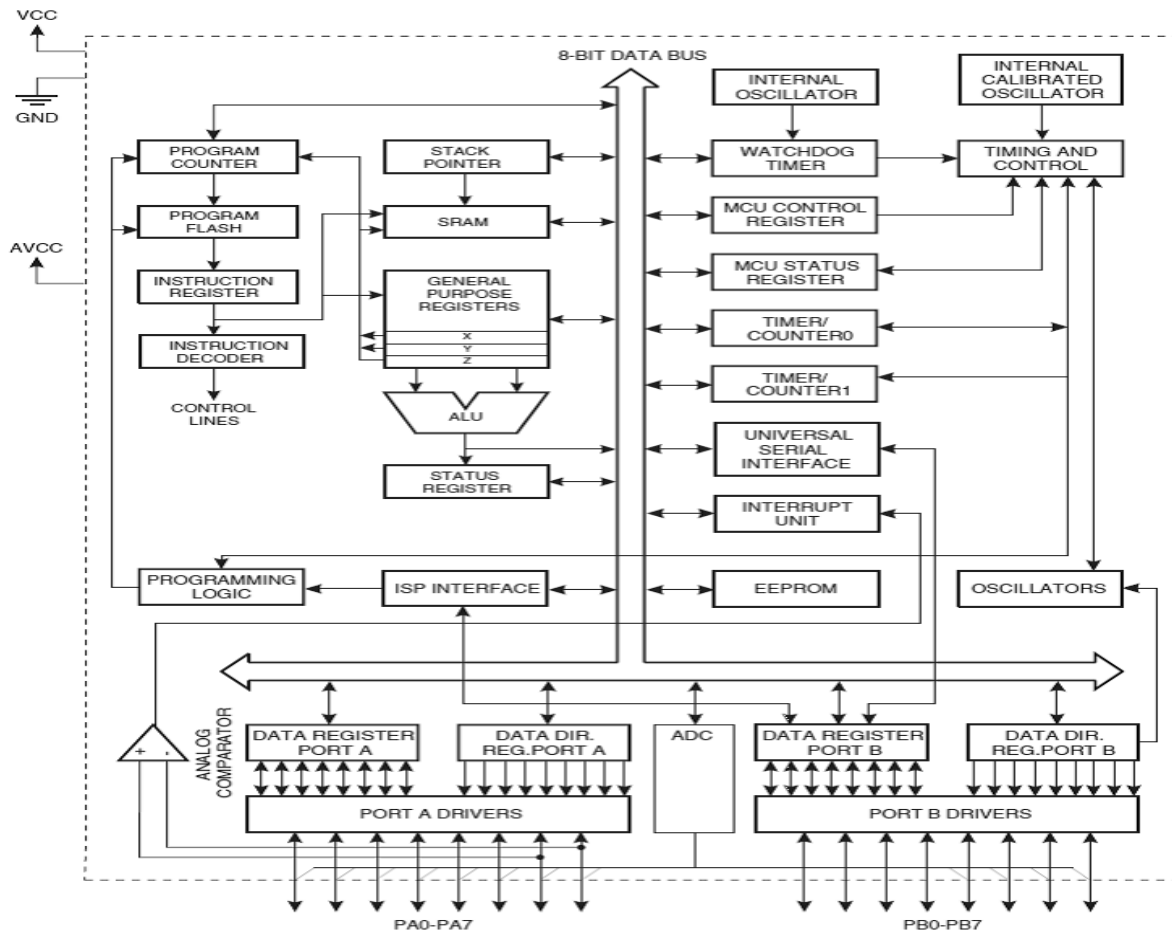 VCC
GND
AVCC
8-BIT DATA BUS
INTERNAL
OSCILLATOR
INTERNAL
CALIBRATED
OSCILLATOR
PROGRAM
COUNTER
STACK
POINTER
WATCHDOG
TIMER
TIMING AND
CONTROL
PROGRAM
FLASH
SRAM
MCU CONTROL
REGISTER
INSTRUCTION
REGISTER
GENERAL
PURPOSE
REGISTERS
X
Y
Z
MCU STATUS
REGISTER
INSTRUCTION
DECODER
TIMER/
COUNTER0
CONTROL
LINES
ALU
TIMER/
COUNTER1
STATUS
REGISTER
UNIVERSAL
SERIAL
INTERFACE
INTERRUPT
UNIT
PROGRAMMING
LOGIC
ISP INTERFACE
EEPROM
OSCILLATORS
+
-
ANALOG
COMPARATOR
DATA REGISTER
PORT A
DATA DIR.
REG.PORT A
ADC
DATA REGISTER
PORT B
DATA DIR.
REG.PORT B
PORT A DRIVERS
PORT B DRIVERS
PA0-PA7
PB0-PB7